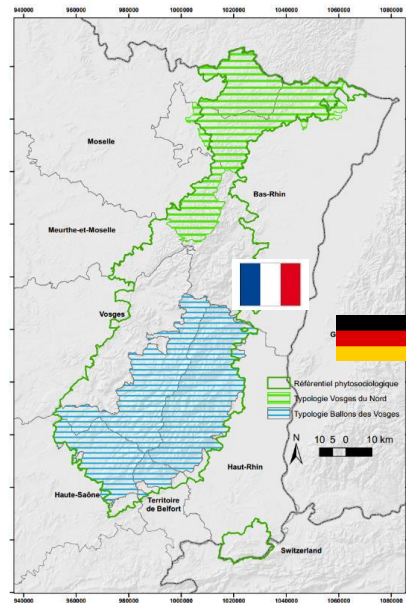 940000 960000 980000 1000000 1020000 1040000 1060000 1080000
Moselle
Bas-Rhin
Meurthe-et-Moselle
Vosges
G
Référentiel phytosociologique
Typologie Vosges du Nord
Typologie Ballons des Vosges
N
10 5 0 10 km
Haut-Rhin
Haute-Saône
Territoire
de Belfort
Switzerland
940000 960000 980000 1000000 1020000 1040000 1060000 1080000